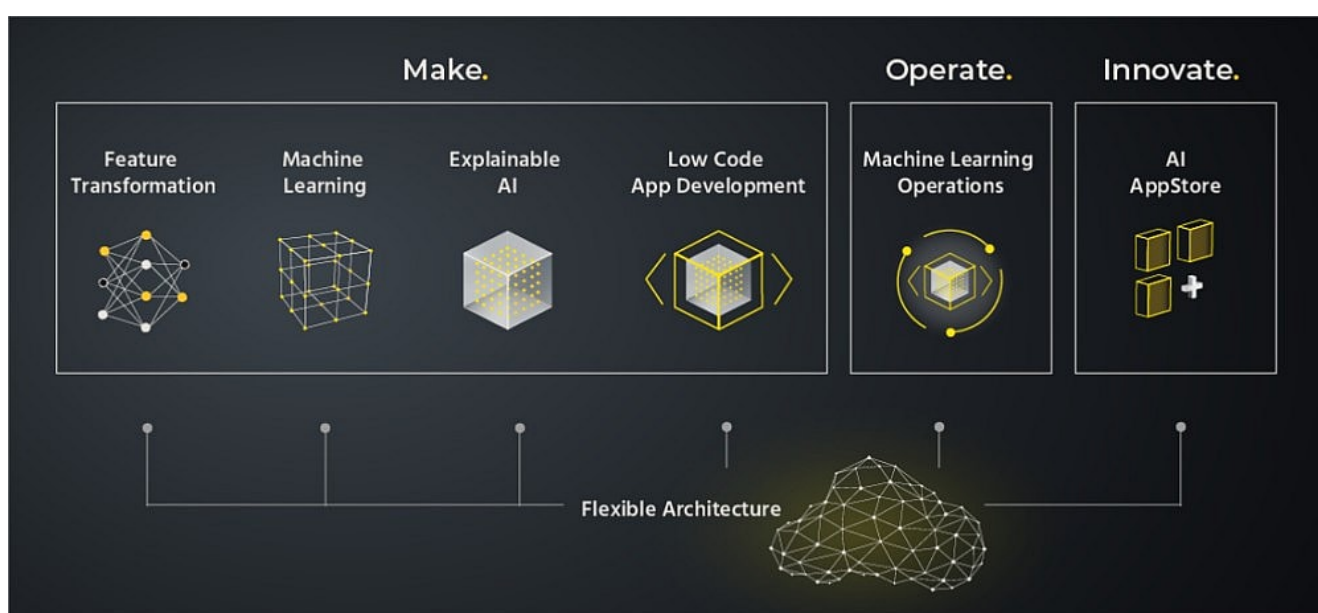 Make.
Operate.
Innovate.
Feature
Transformation
Machine
Learning
Explainable
AI
Low Code
App Development
Machine Learning
Operations
AI
AppStore
Flexible Architecture